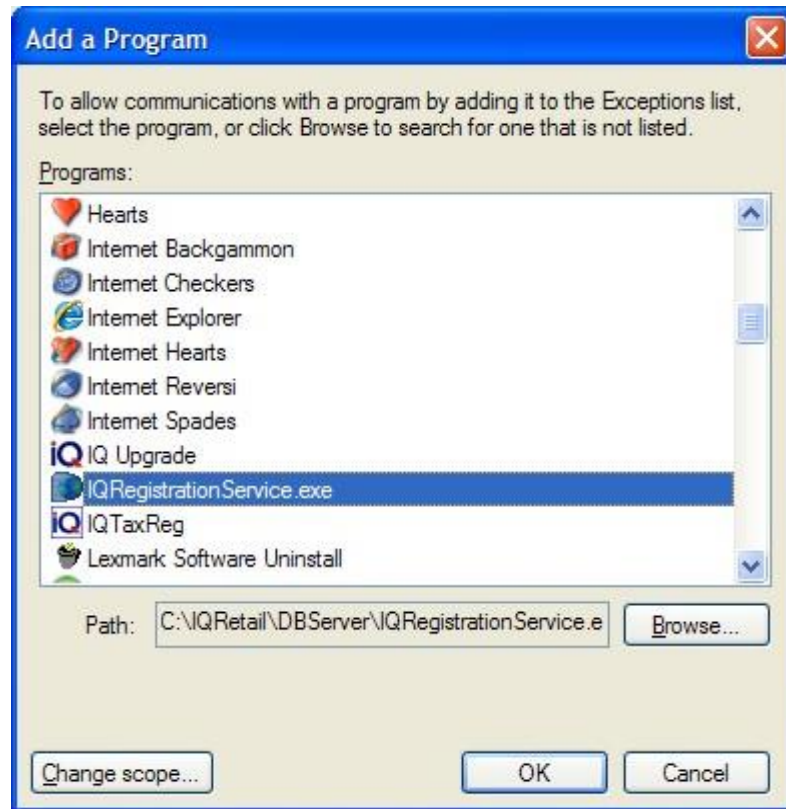 Add a Program
To allow communications with a program by adding it to the Exceptions list,
select the program, or click Browse to search for one that is not listed.
Programs:
Hearts
Internet Backgammon
Internet Checkers
Internet Explorer
Internet Hearts
Internet Reversi
Internet Spades
iQ IQ Upgrade
IQRegistrationService.exe
iQ IQTaxReg
Lexmark Software Uninstall
Path: C:\IQRetail\DBServer\IQRegistrationService.e Browse...
Change scope... OK Cancel